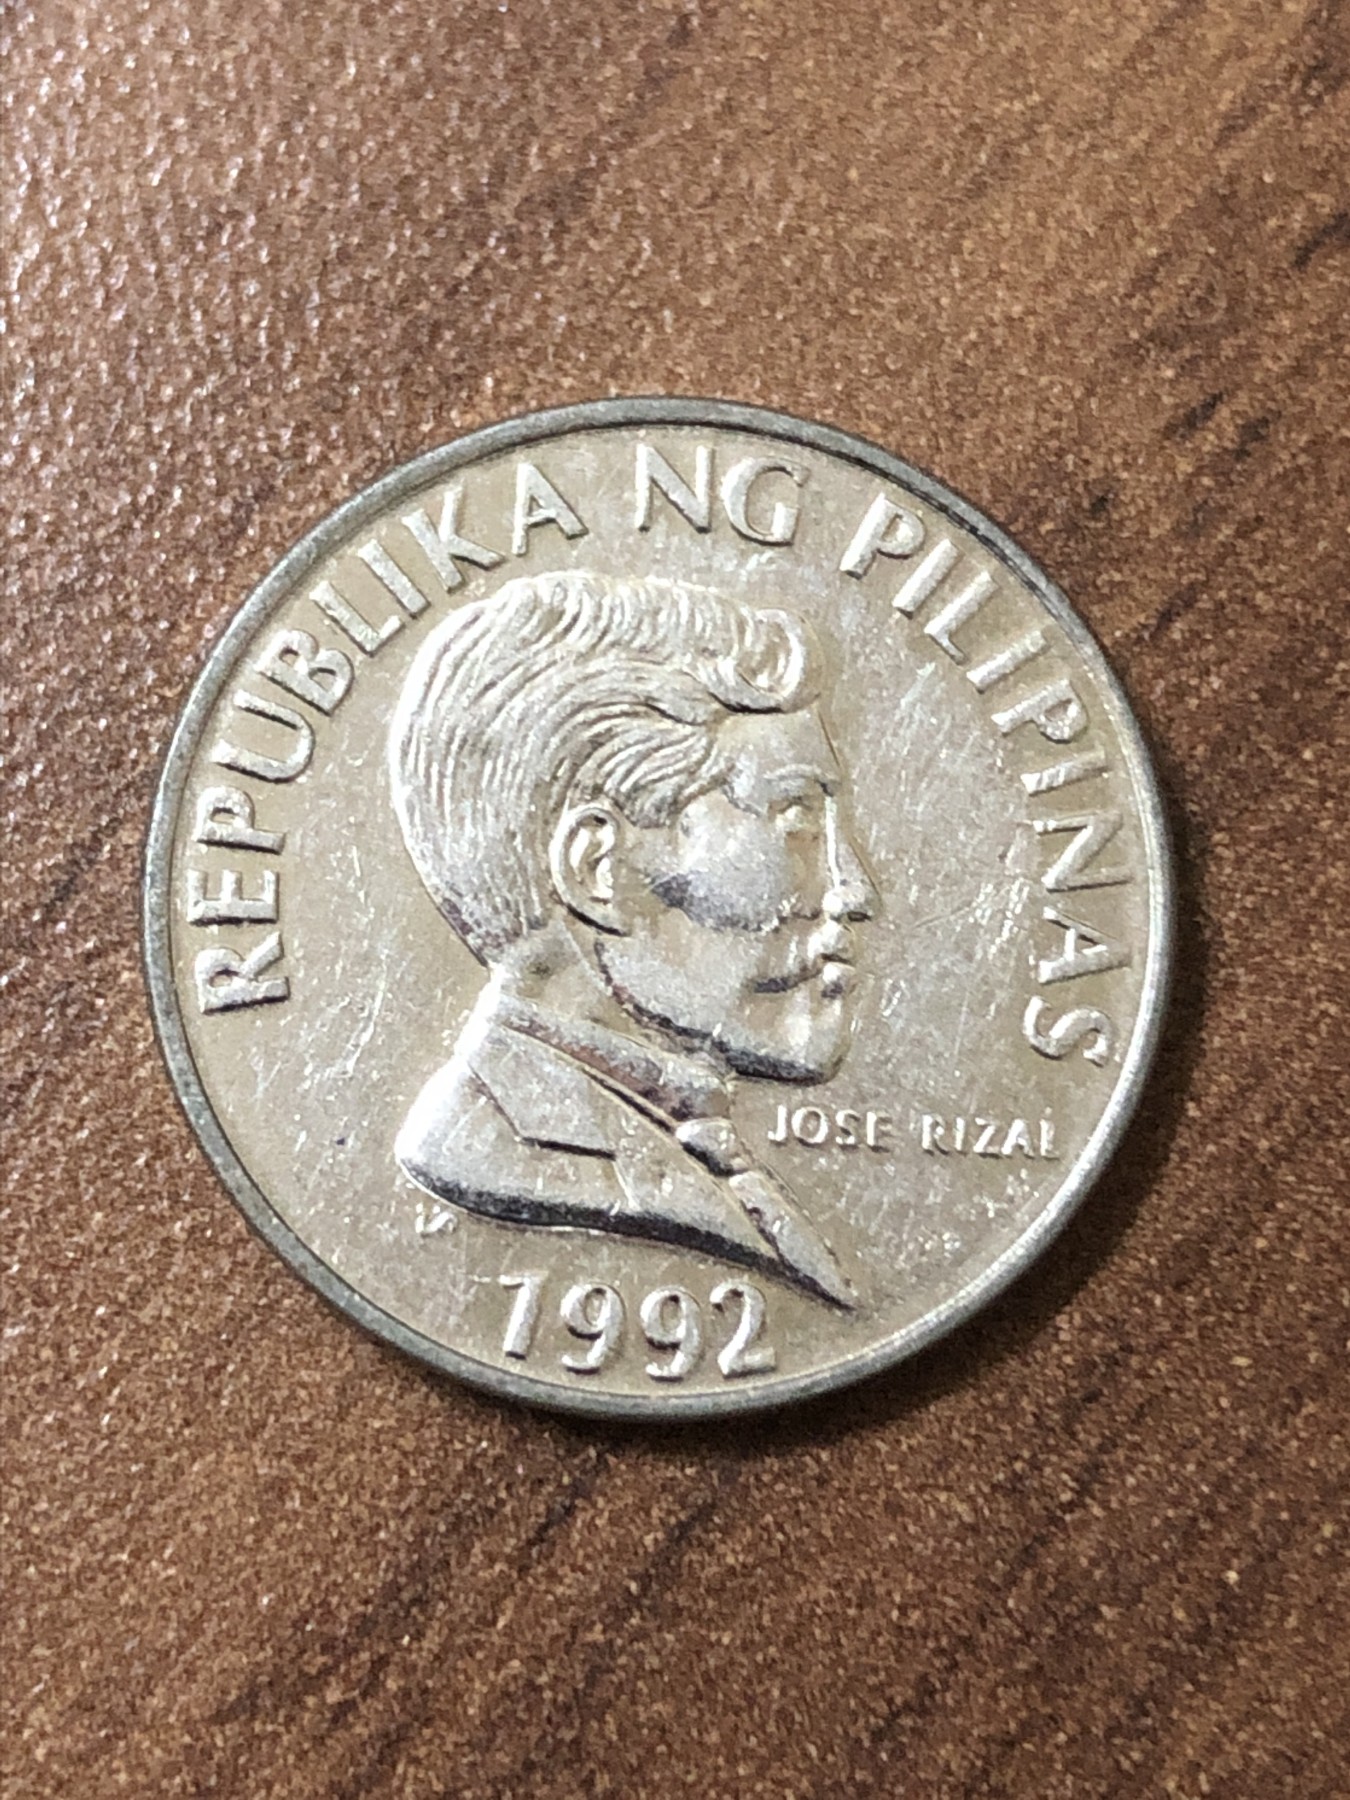 REPUBLIKA NG PILIPINAS
JOSE RIZAL
1992